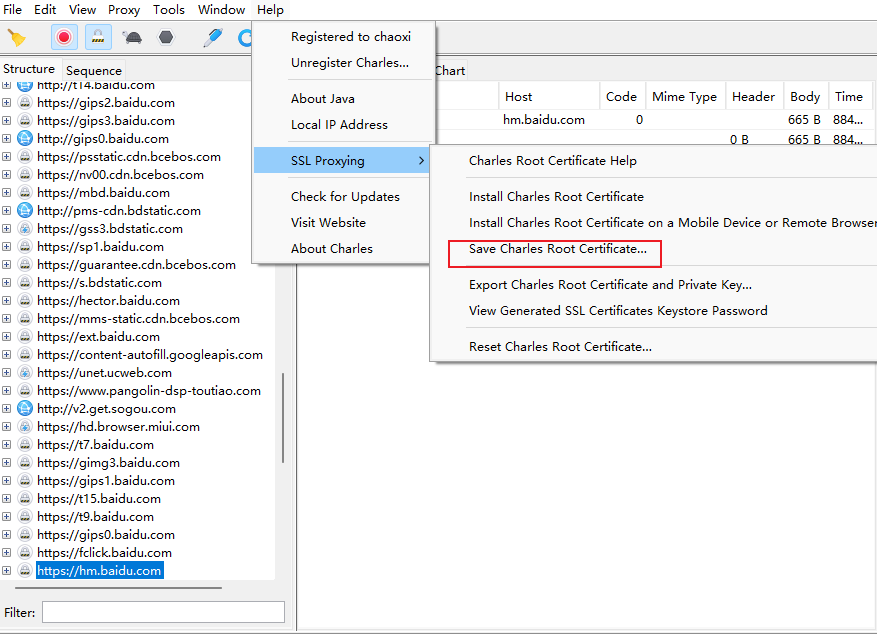 File Edit View Proxy Tools Window Help
Registered to chaoxi
Unregister Charles...
About Java
Local IP Address
SSL Proxying
Check for Updates
Visit Website
About Charles
Charles Root Certificate Help
Install Charles Root Certificate
Install Charles Root Certificate on a Mobile Device or Remote Browser
Save Charles Root Certificate...
Export Charles Root Certificate and Private Key...
View Generated SSL Certificates Keystore Password
Reset Charles Root Certificate...
Structure Sequence
http://t14.baidu.com
https://gips2.baidu.com
https://gips3.baidu.com
http://gips0.baidu.com
https://psstatic.cdn.bcebos.com
https://nv00.cdn.bcebos.com
https://mbd.baidu.com
http://pms-cdn.bdstatic.com
https://gss3.bdstatic.com
https://sp1.baidu.com
https://guarantee.cdn.bcebos.com
https://s.bdstatic.com
https://hector.baidu.com
https://mms-static.cdn.bcebos.com
https://ext.baidu.com
https://content-autofill.googleapis.com
https://unet.ucweb.com
https://www.pangolin-dsp-toutiao.com
http://v2.get.sogou.com
https://hd.browser.miui.com
https://t7.baidu.com
https://gimg3.baidu.com
https://gips1.baidu.com
https://t15.baidu.com
https://t9.baidu.com
https://gips0.baidu.com
https://fclick.baidu.com
https://hm.baidu.com
Filter:
Chart
Host Code Mime Type Header Body Time
hm.baidu.com 0 665 B 884...
0 B 665 B 884...